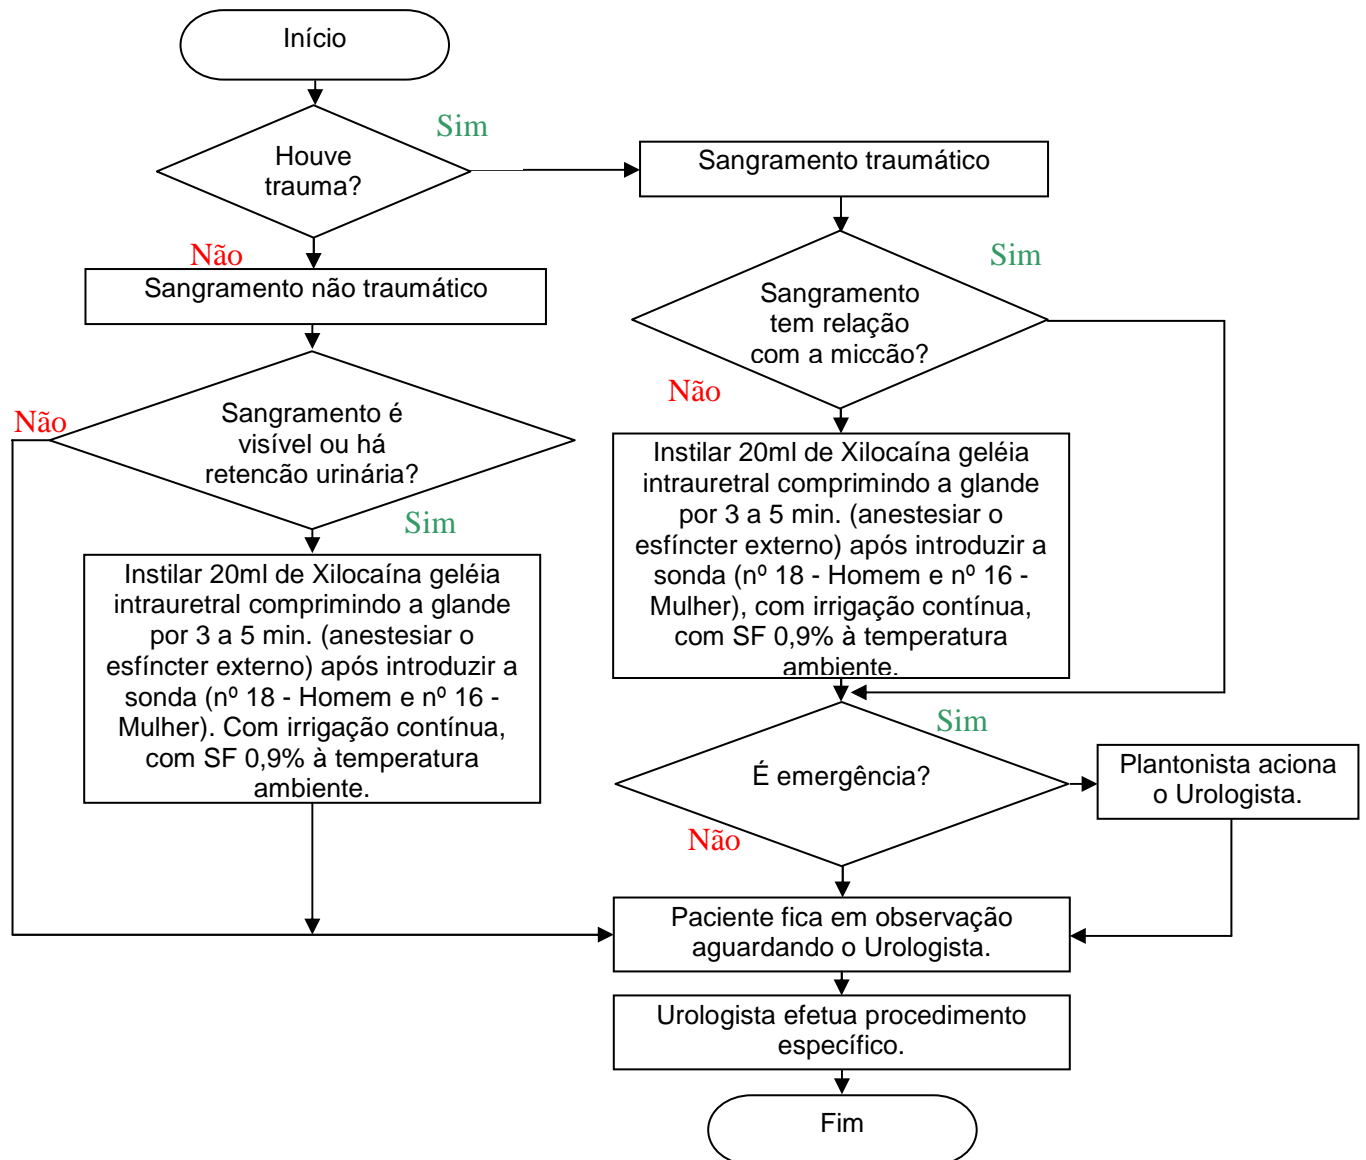 Início
Houve
trauma?
Sim
Sangramento traumático
Não
Sangramento não traumático
Sangramento
tem relação
com a miccão?
Sim
Não
Sangramento é
visível ou há
retencão urinária?
Não
Sim
Instilar 20ml de Xilocaína geléia
intrauretral comprimindo a glande
por 3 a 5 min. (anestesiar o
esfíncter externo) após introduzir a
sonda (nº 18 - Homem e nº 16 -
Mulher), com irrigação contínua,
com SF 0,9% à temperatura
ambiente.
Instilar 20ml de Xilocaína geléia
intrauretral comprimindo a glande
por 3 a 5 min. (anestesiar o
esfíncter externo) após introduzir a
sonda (nº 18 - Homem e nº 16 -
Mulher). Com irrigação contínua,
com SF 0,9% à temperatura
ambiente.
É emergência?
Sim
Plantonista aciona
o Urologista.
Não
Paciente fica em observação
aguardando o Urologista.
Urologista efetua procedimento
específico.
Fim